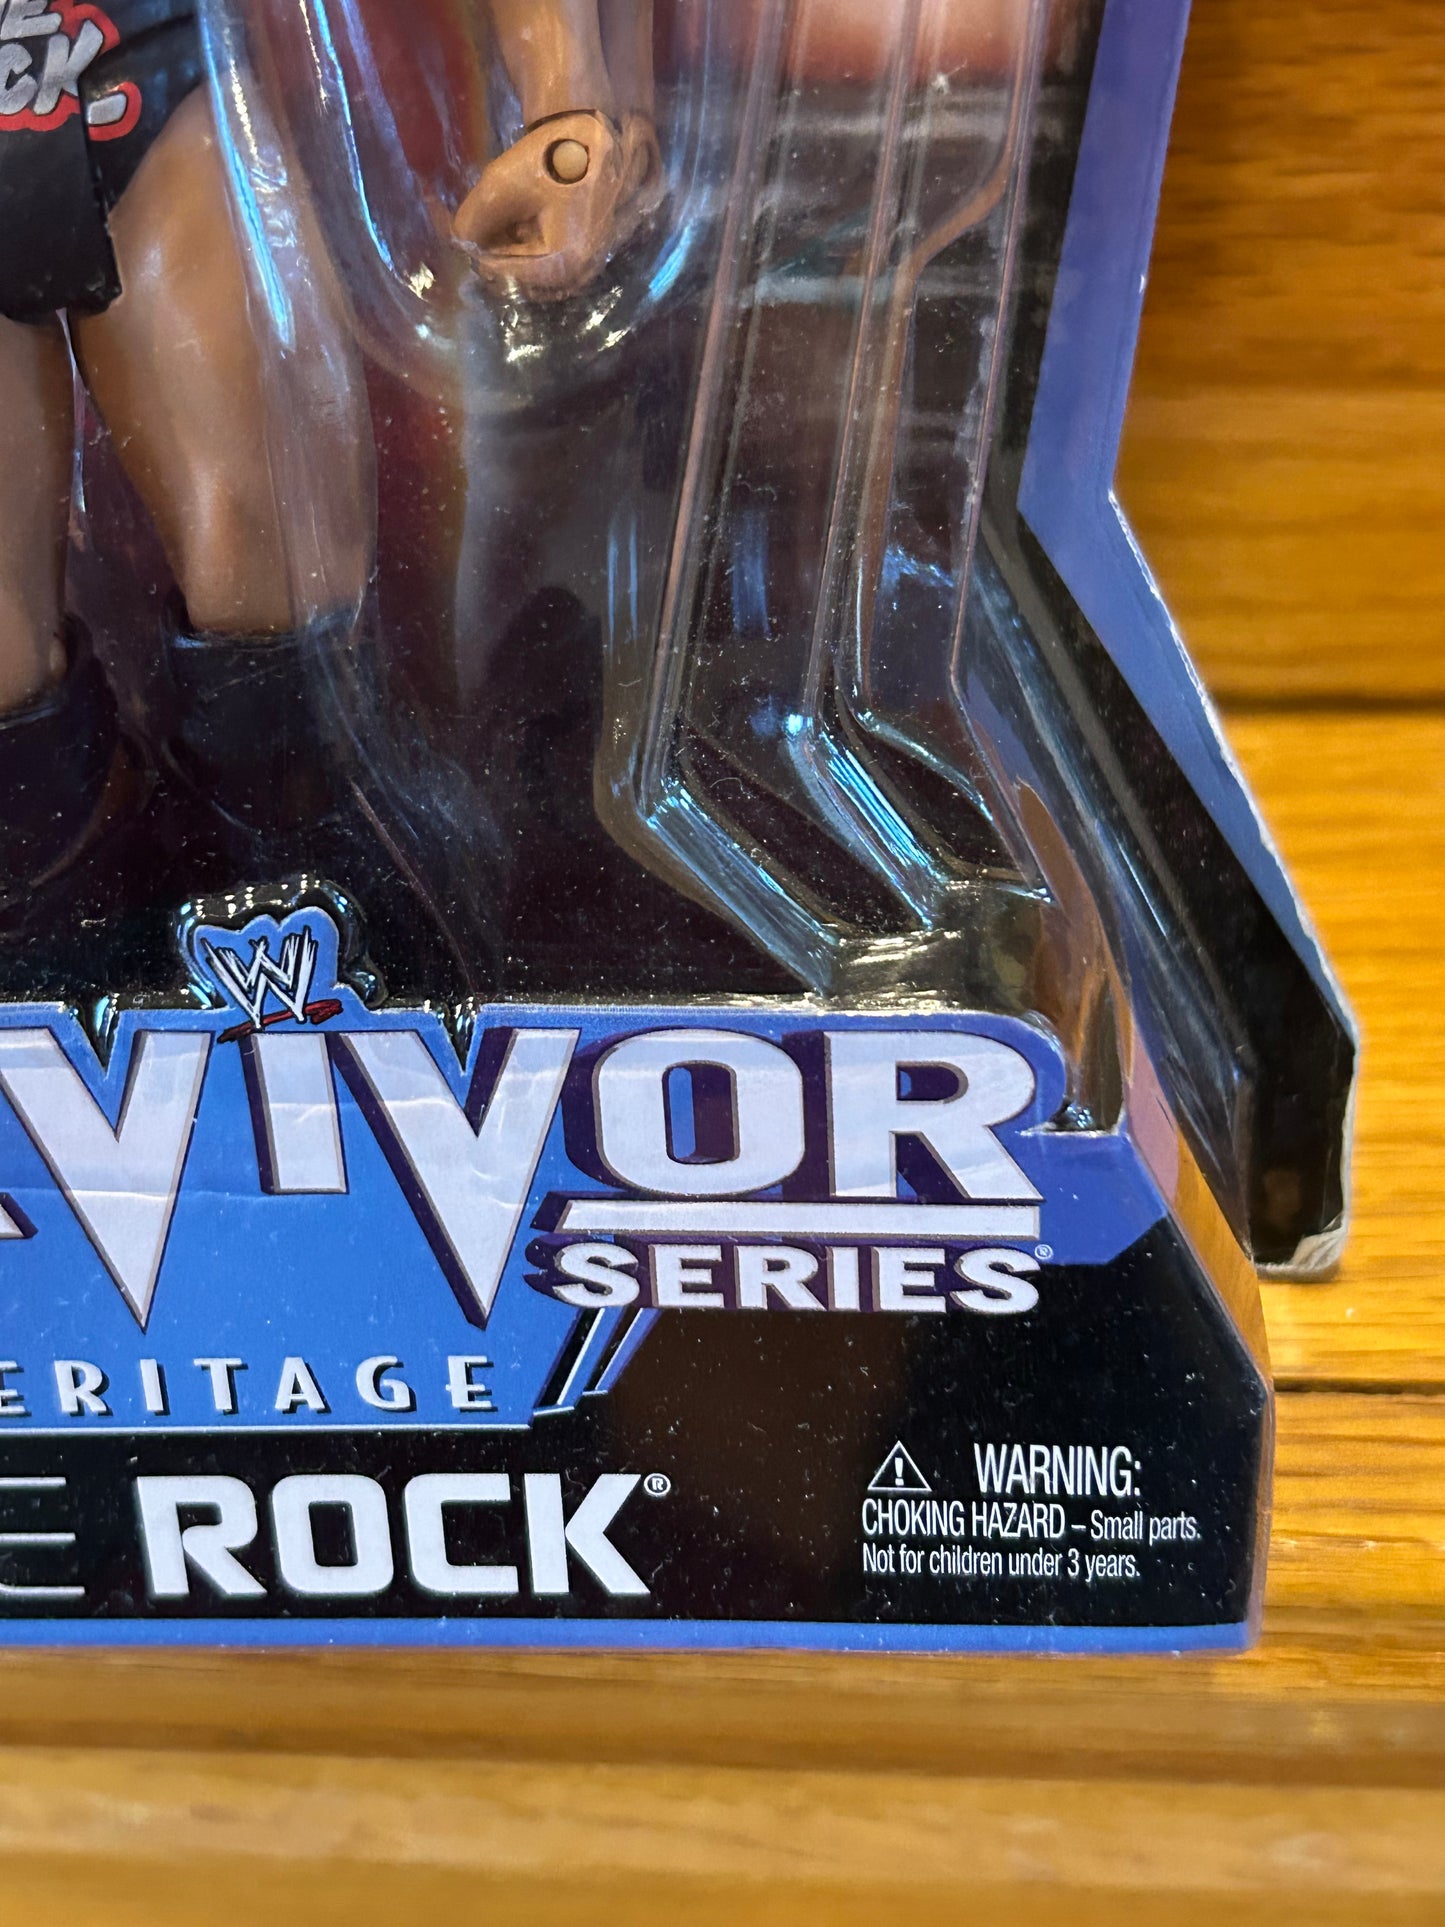 W
VIVOR
SERIES®
ERITAGE
E ROCK®
WARNING:
CHOKING HAZARD – Small parts.
Not for children under 3 years.